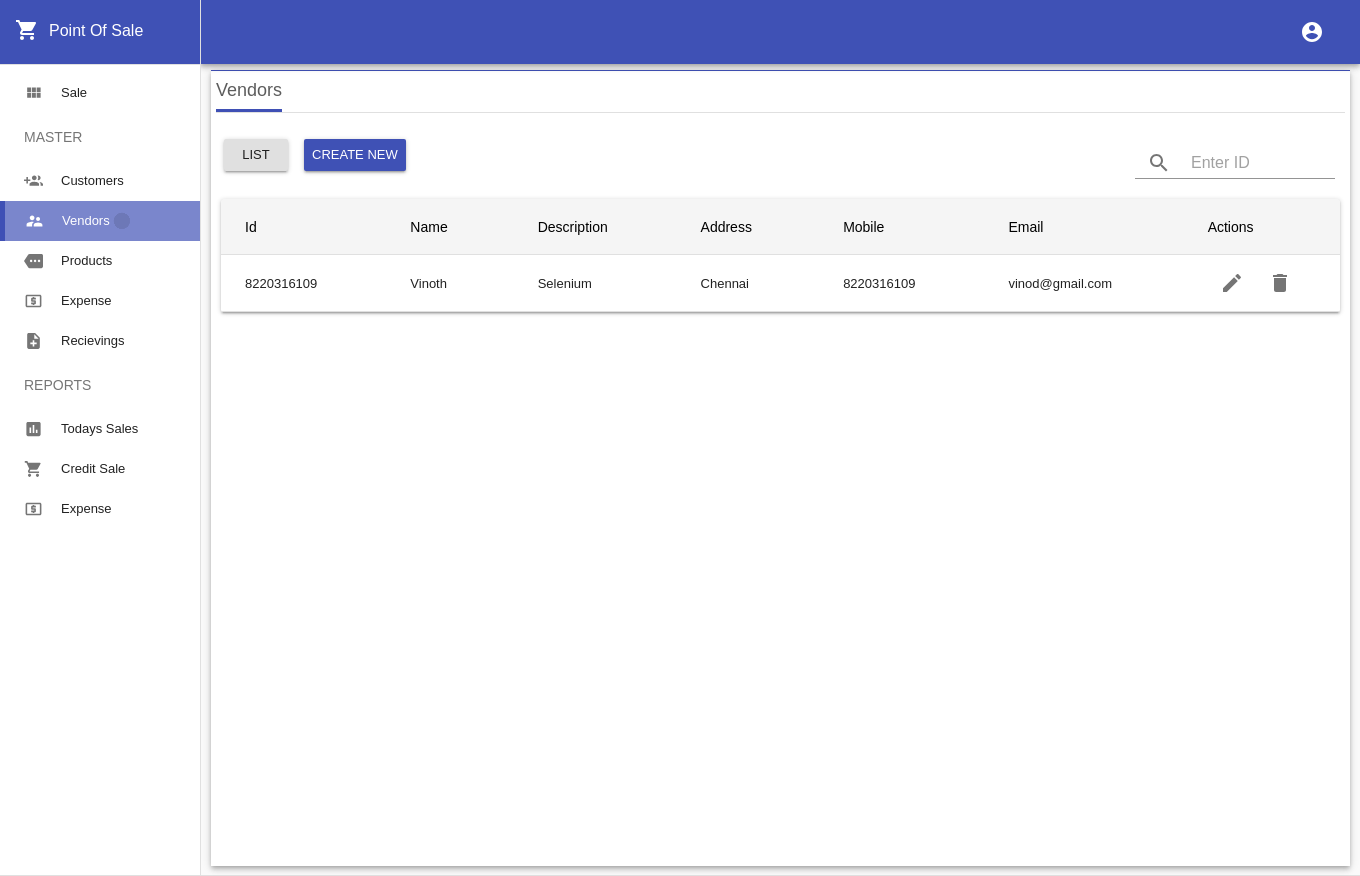 Point Of Sale
Sale
MASTER
Customers
Vendors
Products
Expense
Recievings
REPORTS
Todays Sales
Credit Sale
Expense
Vendors
LIST CREATE NEW
Enter ID
Id Name Description Address Mobile Email Actions
8220316109 Vinoth Selenium Chennai 8220316109 vinod@gmail.com